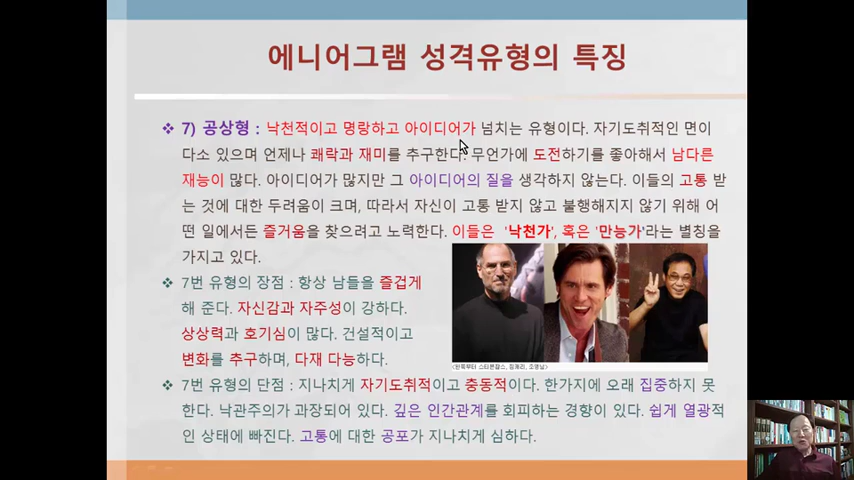 에니어그램 성격유형의 특징
❖ 7) 공상형 : 낙천적이고 명랑하고 아이디어가 넘치는 유형이다. 자기도취적인 면이
다소 있으며 언제나 쾌락과 재미를 추구한다. 무언가에 도전하기를 좋아해서 남다른
재능이 많다. 아이디어가 많지만 그 아이디어의 질을 생각하지 않는다. 이들의 고통 받
는 것에 대한 두려움이 크며, 따라서 자신이 고통 받지 않고 불행해지지 않기 위해 어
떤 일에서든 즐거움을 찾으려고 노력한다. 이들은 '낙천가', 혹은 '만능가'라는 별칭을
가지고 있다.
❖ 7번 유형의 장점 : 항상 남들을 즐겁게
해 준다. 자신감과 자주성이 강하다.
상상력과 호기심이 많다. 건설적이고
변화를 추구하며, 다재 다능하다.
<왼쪽부터 스티븐잡스, 짐캐리, 조영남>
❖ 7번 유형의 단점 : 지나치게 자기도취적이고 충동적이다. 한가지에 오래 집중하지 못
한다. 낙관주의가 과장되어 있다. 깊은 인간관계를 회피하는 경향이 있다. 쉽게 열광적
인 상태에 빠진다. 고통에 대한 공포가 지나치게 심하다.